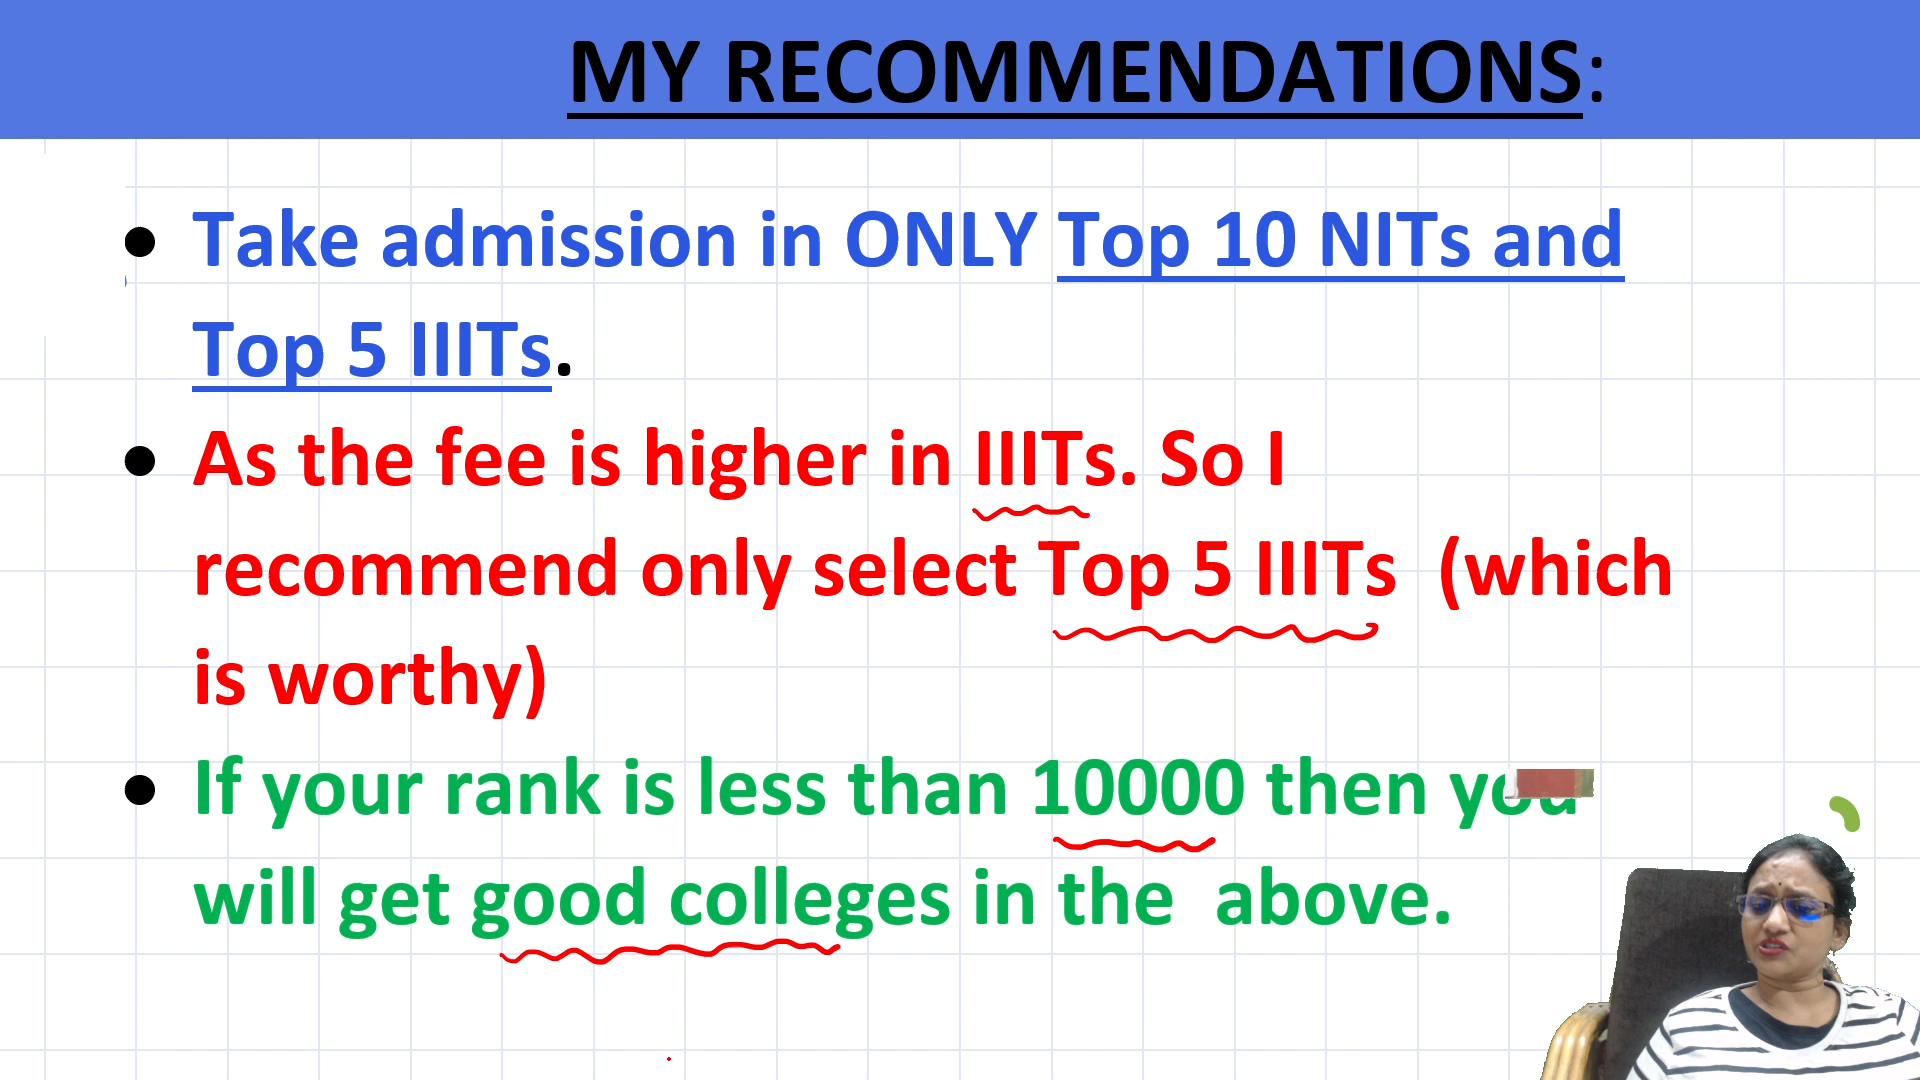 MY RECOMMENDATIONS:
• Take admission in ONLY Top 10 NITs and
Top 5 IIITs.
• As the fee is higher in IIITs. So I
recommend only select Top 5 IIITs (which
is worthy)
• If your rank is less than 10000 then you
will get good colleges in the above.